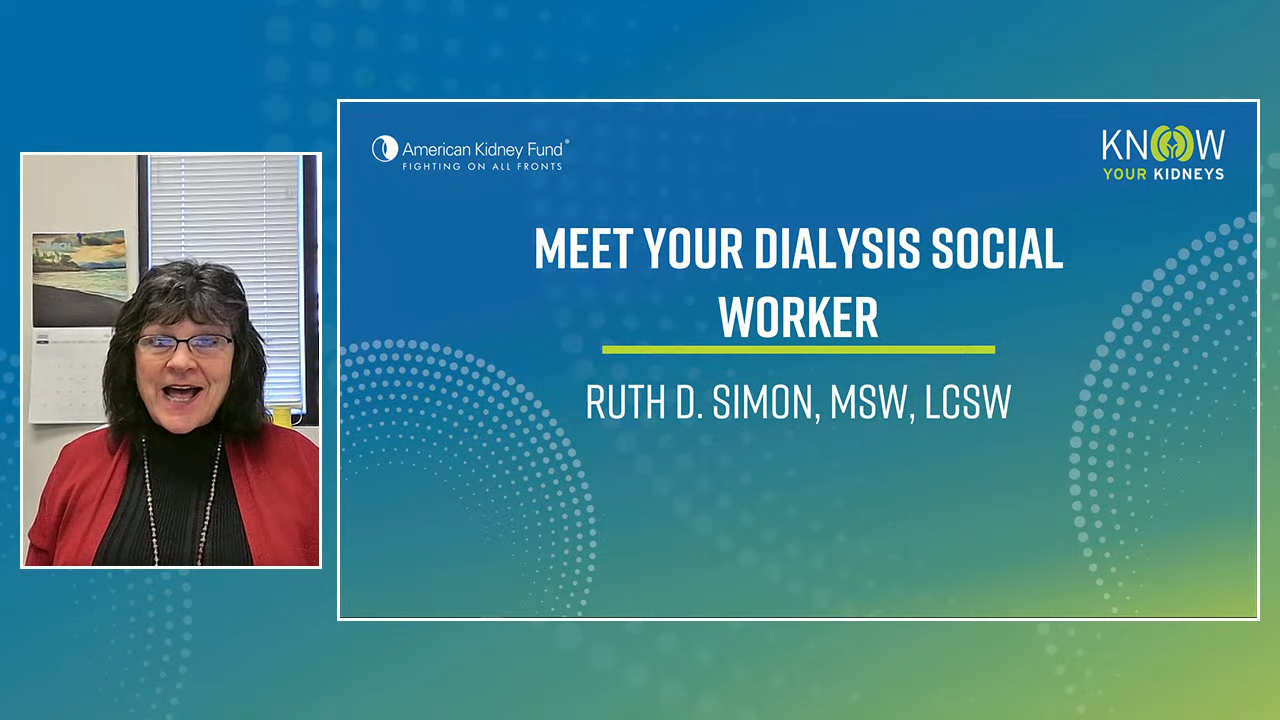 American Kidney Fund®
FIGHTING ON ALL FRONTS
KNOW
YOUR KIDNEYS
MEET YOUR DIALYSIS SOCIAL
WORKER
RUTH D. SIMON, MSW, LCSW